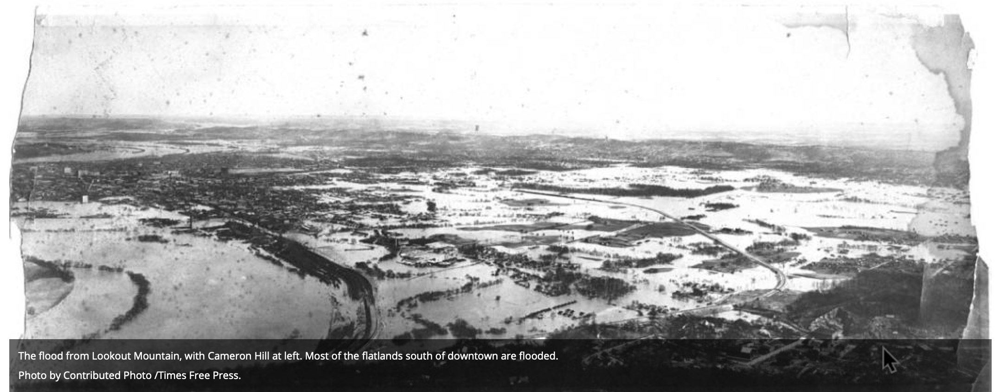 The flood from Lookout Mountain, with Cameron Hill at left. Most of the flatlands south of downtown are flooded.
Photo by Contributed Photo /Times Free Press.